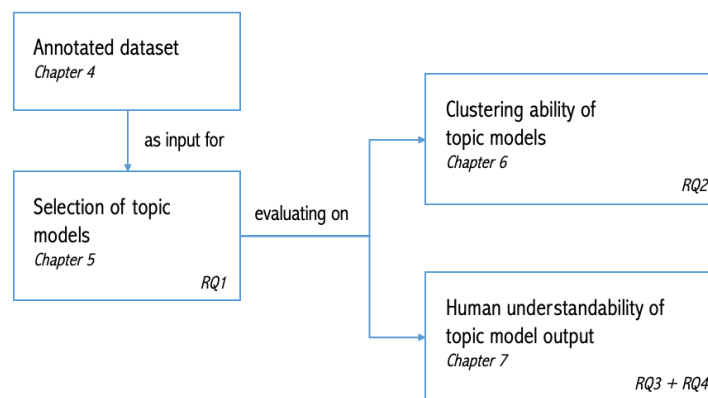 Annotated dataset
Chapter 4
as input for
Selection of topic
models
Chapter 5
RQ1
evaluating on
Clustering ability of
topic models
Chapter 6
RQ2
Human understandability of
topic model output
Chapter 7
RQ3 + RQ4